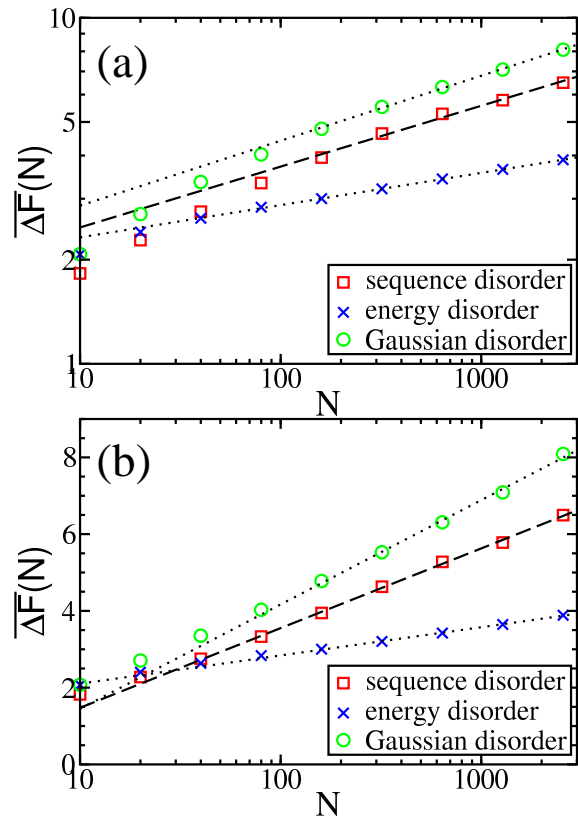 (a)
10
5
2
1
ΔF(N)
10
100
1000
N
sequence disorder
energy disorder
Gaussian disorder
(b)
8
6
4
2
0
ΔF(N)
10
100
1000
N
sequence disorder
energy disorder
Gaussian disorder